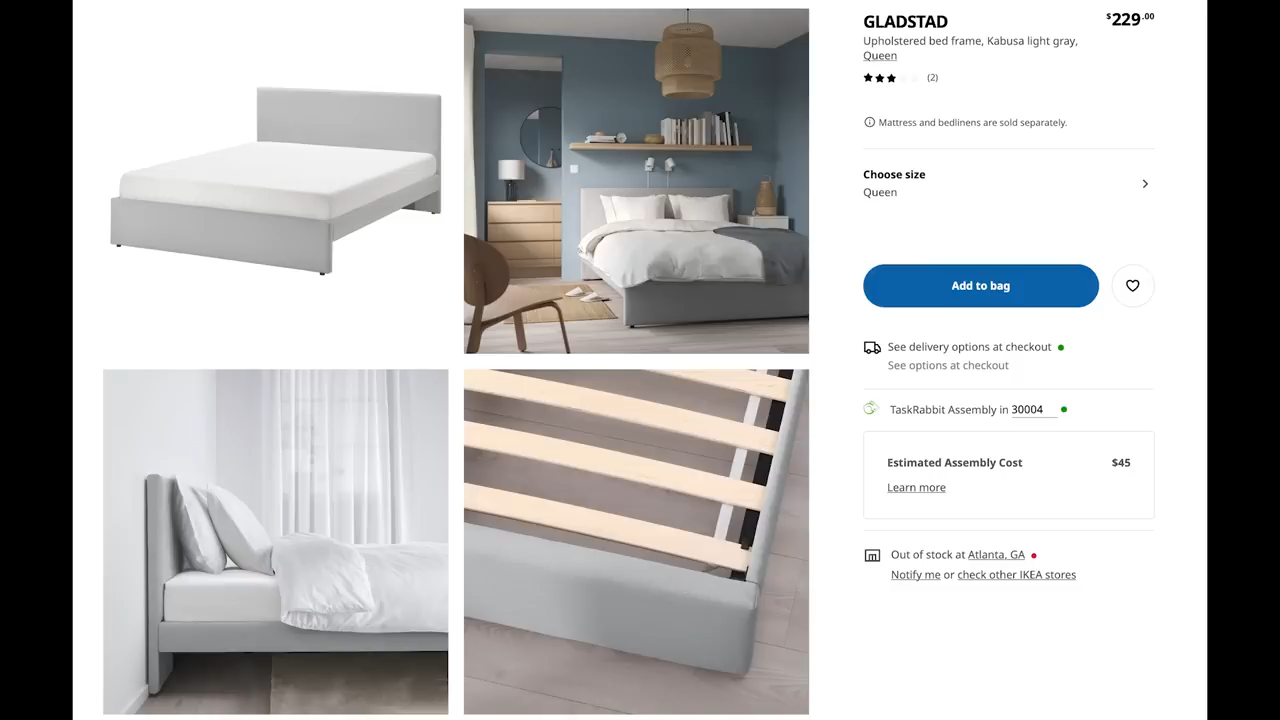 GLADSTAD
$229.00
Upholstered bed frame, Kabusa light gray,
Queen
(2)
Mattress and bedlinens are sold separately.
Choose size
Queen
Add to bag
See delivery options at checkout
See options at checkout
TaskRabbit Assembly in 30004
Estimated Assembly Cost
$45
Learn more
Out of stock at Atlanta, GA
Notify me or check other IKEA stores